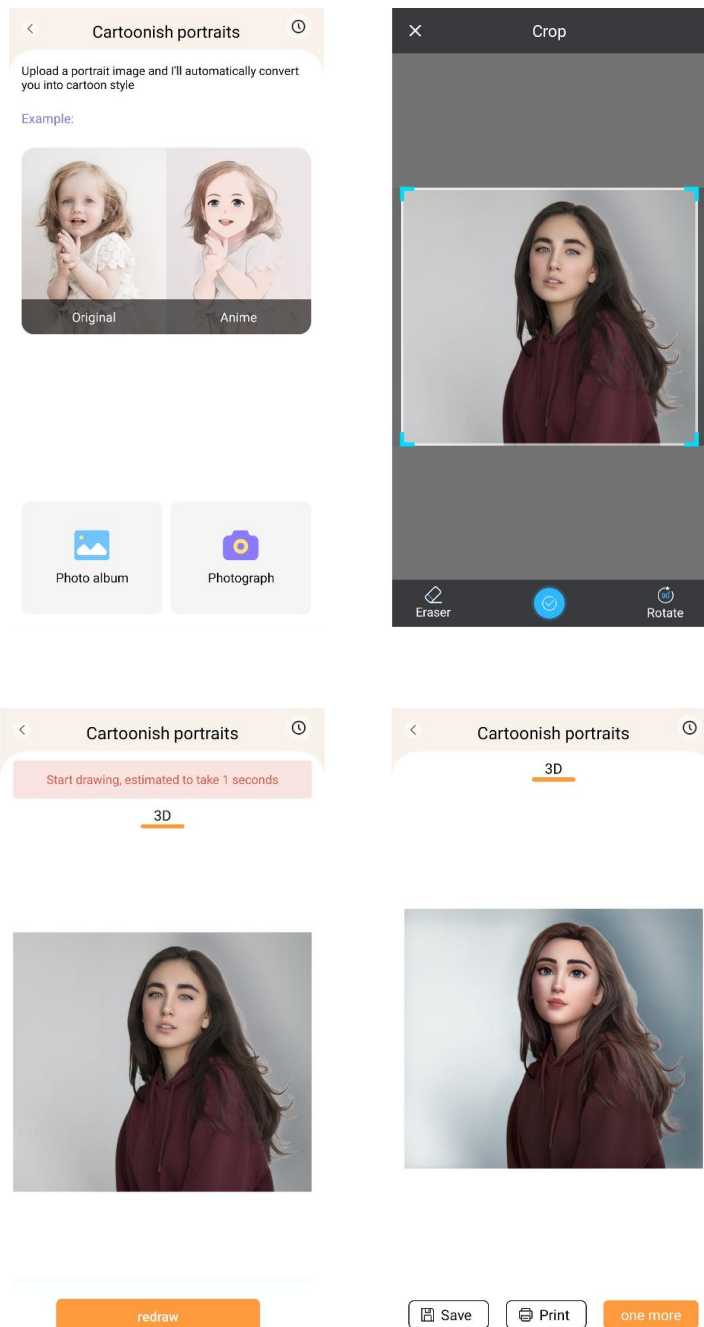 Cartoonish portraits
Upload a portrait image and I'll automatically convert
you into cartoon style
Example:
Original
Anime
Photo album
Photograph
Crop
Eraser
90°
Rotate
Cartoonish portraits
Start drawing, estimated to take 1 seconds
3D
redraw
Cartoonish portraits
3D
Save
Print
one more